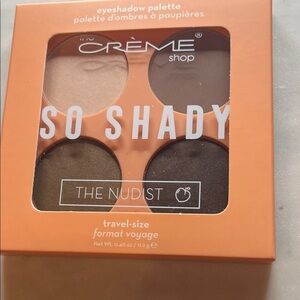 eyeshadow palette
palette d'ombres à paupières
the
CRÈME®
shop
SO SHADY
THE NUDIST
travel-size
format voyage